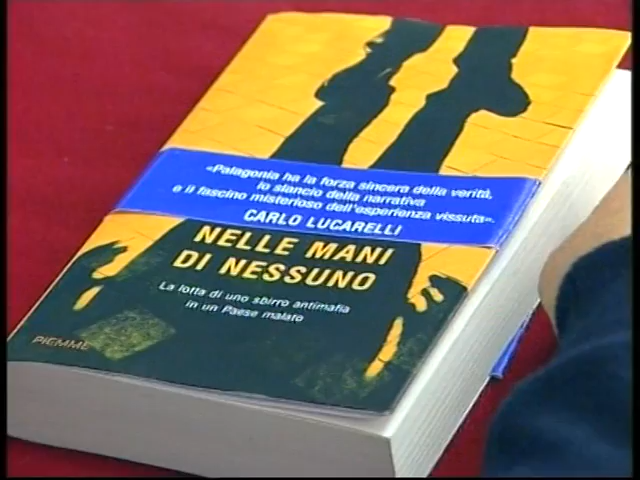 «Palagonia ha la forza sincera della verità,
lo slancio della narrativa
e il fascino misterioso dell'esperienza vissuta».
CARLO LUCARELLI
NELLE MANI
DI NESSUNO
La lotta di uno sbirro antimafia
in un Paese malato
PIEMME